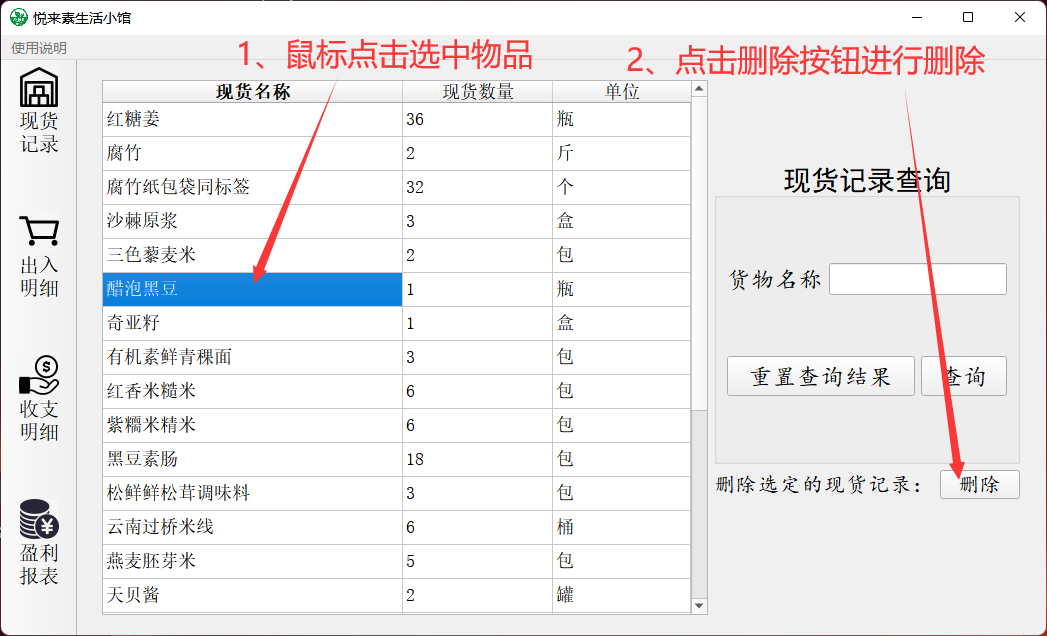 悦来素生活小馆
使用说明
1、鼠标点击选中物品
2、点击删除按钮进行删除
现货
记录
出入
明细
收支
明细
盈利
报表
现货名称 现货数量 单位
红糖姜 36 瓶
腐竹 2 斤
腐竹纸包袋同标签 32 个
沙棘原浆 3 盒
三色藜麦米 2 包
醋泡黑豆 1 瓶
奇亚籽 1 盒
有机素鲜青稞面 3 包
红香米糙米 6 包
紫糯米精米 6 包
黑豆素肠 18 包
松鲜鲜松茸调味料 3 包
云南过桥米线 6 桶
燕麦胚芽米 5 包
天贝酱 2 罐
现货记录查询
货物名称
重置查询结果 查询
删除选定的现货记录： 删除